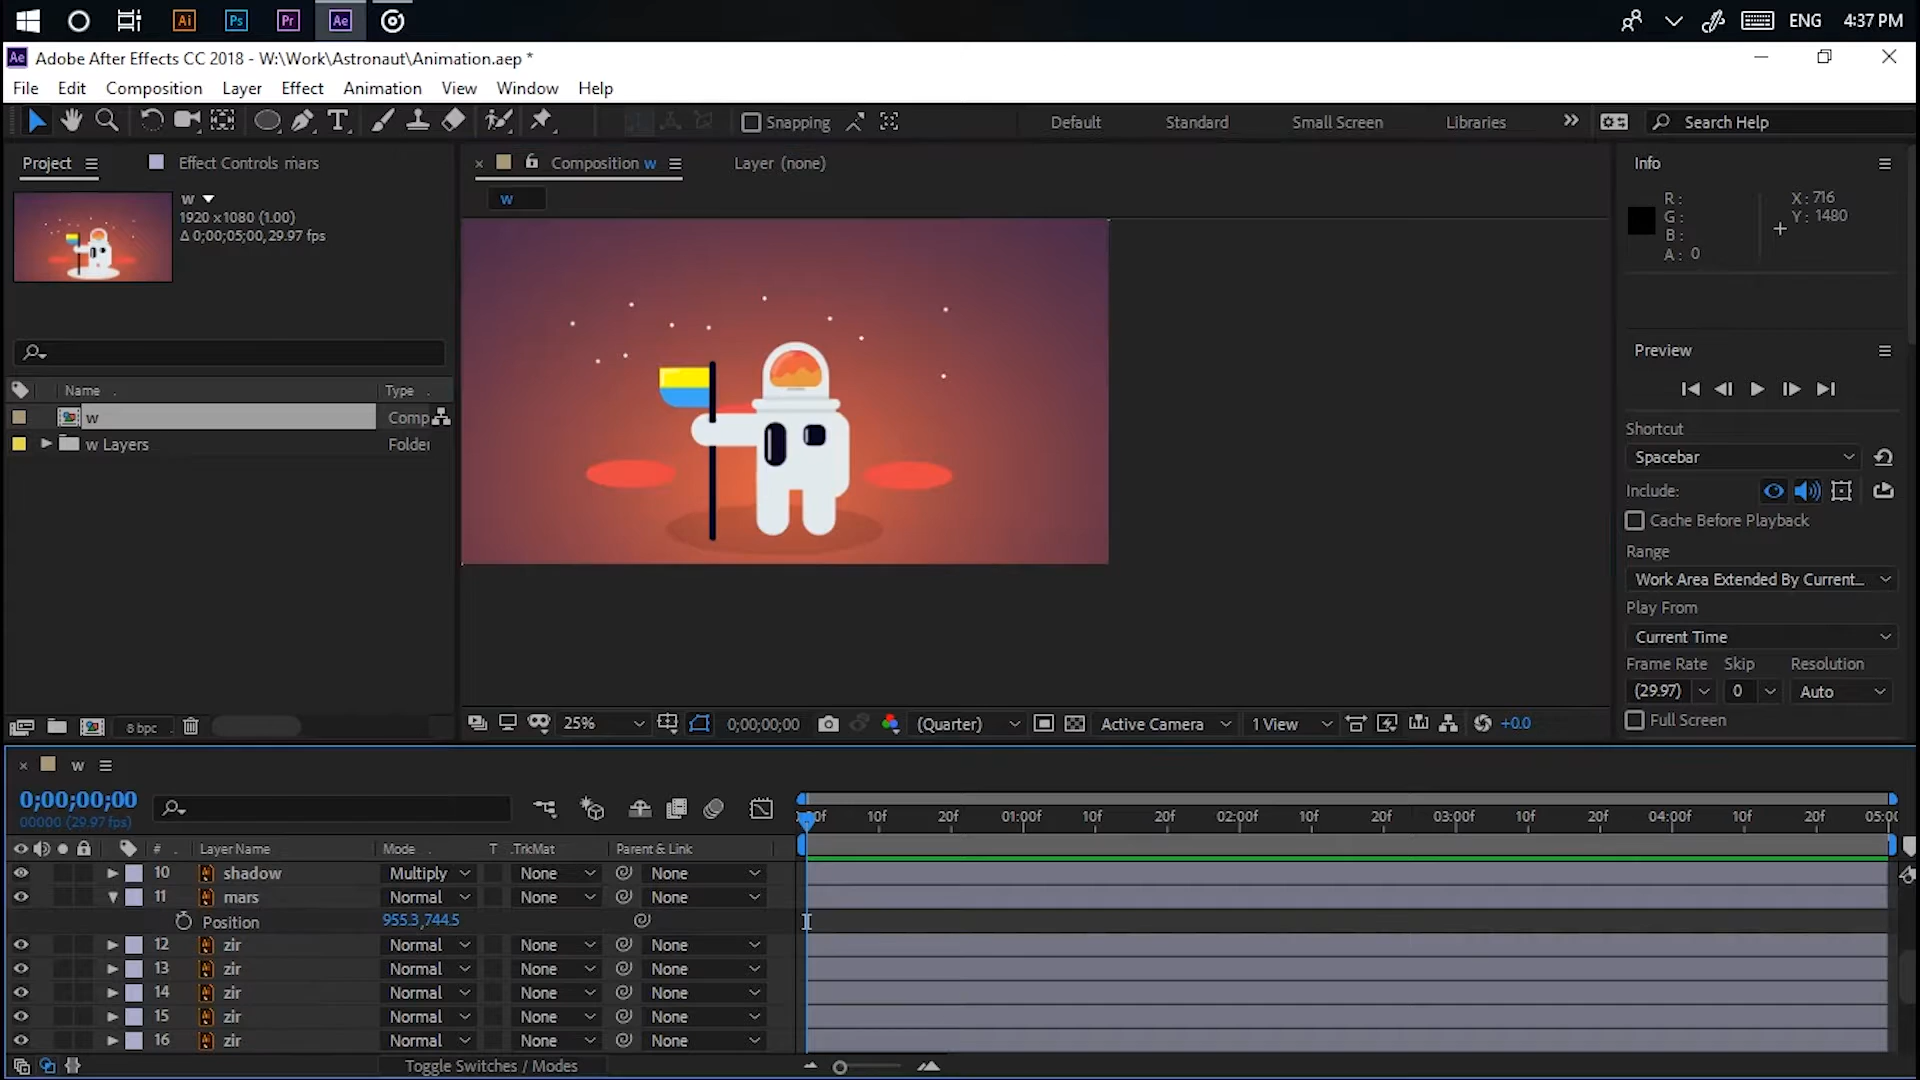 Ai Ps Pr Ae ENG 4:37 PM
Ae Adobe After Effects CC 2018 - W:\Work\Astronaut\Animation.aep *
File Edit Composition Layer Effect Animation View Window Help
T Snapping Default Standard Small Screen Libraries Search Help
Project Effect Controls mars Composition w Layer (none) Info
w
1920 x1080 (1.00)
Δ 0;00;05;00, 29.97 fps
w
R: X: 716
G: Y: 1480
B:
A: 0
Preview
Name Type
w Comp
w Layers Folder
Shortcut
Spacebar
Include:
Cache Before Playback
Range
Work Area Extended By Current...
Play From
Current Time
Frame Rate Skip Resolution
(29.97) 0 Auto
Full Screen
8 bpc 25% 0;00;00;00 (Quarter) Active Camera 1 View +0.0
w
0;00;00;00
00000 (29.97 fps)
10f 20f 01:00f 10f 20f 02:00f 10f 20f 03:00f 10f 20f 04:00f 10f 20f
# Layer Name Mode T .TrkMat Parent & Link
10 shadow Multiply None None
11 mars Normal None None
Position 955.3,744.5
12 zir Normal None None
13 zir Normal None None
14 zir Normal None None
15 zir Normal None None
16 zir Normal None None
Toggle Switches / Modes